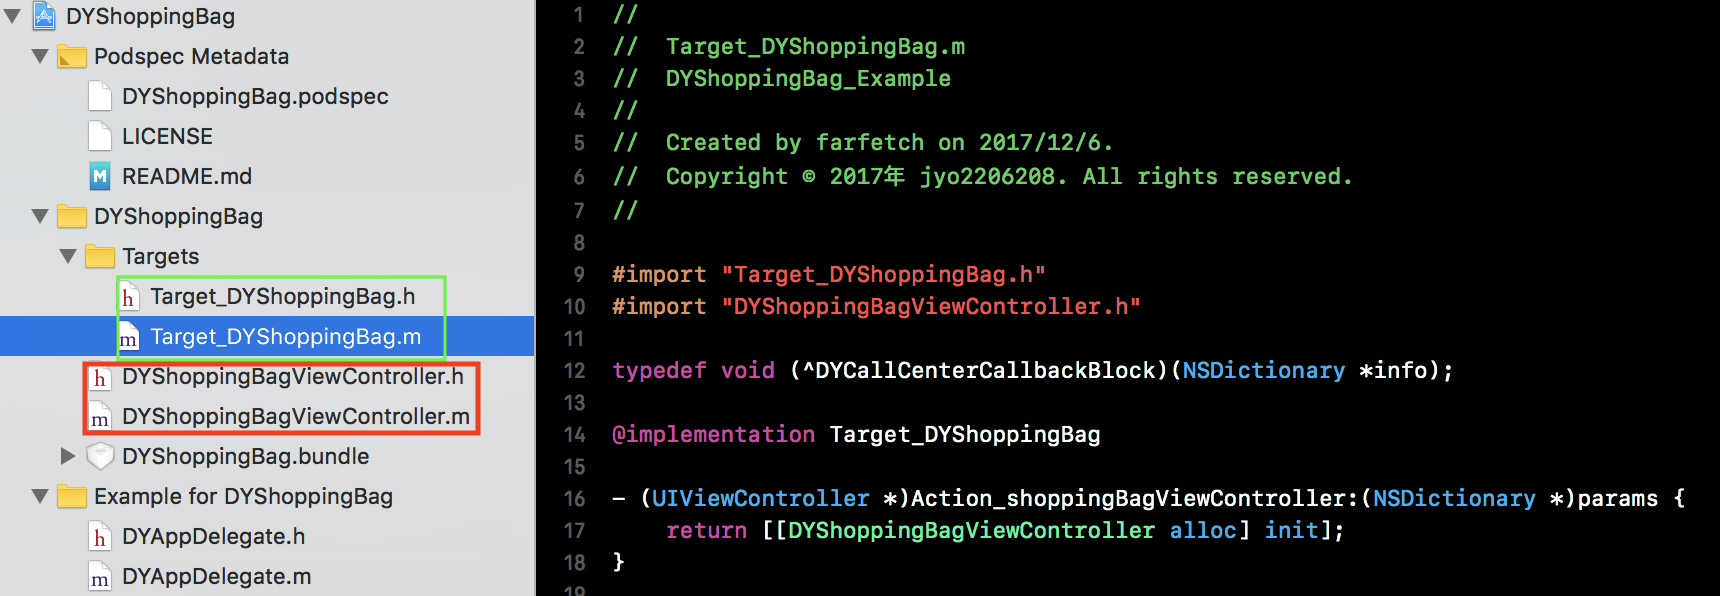 DYShoppingBag
Podspec Metadata
DYShoppingBag.podspec
LICENSE
README.md
DYShoppingBag
Targets
h Target_DYShoppingBag.h
m Target_DYShoppingBag.m
h DYShoppingBagViewController.h
m DYShoppingBagViewController.m
DYShoppingBag.bundle
Example for DYShoppingBag
h DYAppDelegate.h
m DYAppDelegate.m
1 //
2 //  Target_DYShoppingBag.m
3 //  DYShoppingBag_Example
4 //
5 //  Created by farfetch on 2017/12/6.
6 //  Copyright © 2017年 jyo2206208. All rights reserved.
7 //
8
9 #import "Target_DYShoppingBag.h"
10 #import "DYShoppingBagViewController.h"
11
12 typedef void (^DYCallCenterCallbackBlock)(NSDictionary *info);
13
14 @implementation Target_DYShoppingBag
15
16 - (UIViewController *)Action_shoppingBagViewController:(NSDictionary *)params {
17     return [[DYShoppingBagViewController alloc] init];
18 }
19